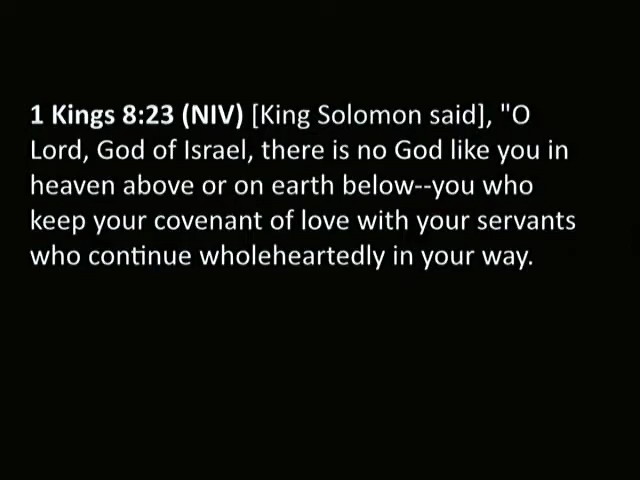 1 Kings 8:23 (NIV) [King Solomon said], "O
Lord, God of Israel, there is no God like you in
heaven above or on earth below--you who
keep your covenant of love with your servants
who continue wholeheartedly in your way.